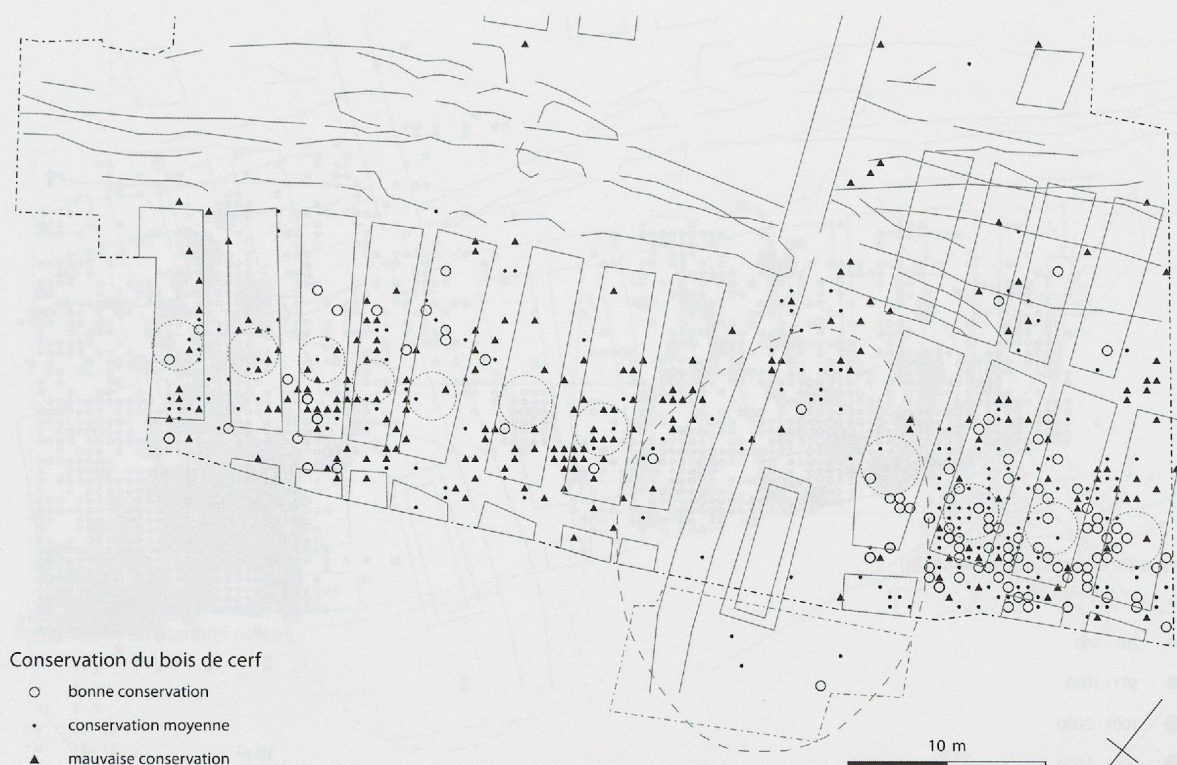 Conservation du bois de cerf
bonne conservation
conservation moyenne
mauvaise conservation
10 m